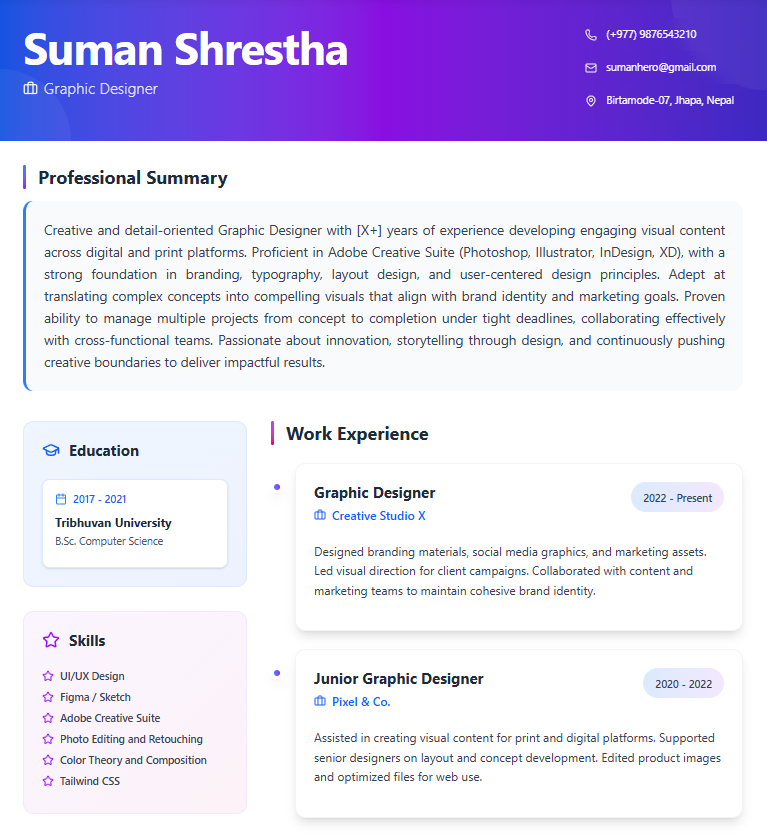 Suman Shrestha
Graphic Designer
(+977) 9876543210
sumanhero@gmail.com
Birtamode-07, Jhapa, Nepal
Professional Summary
Creative and detail-oriented Graphic Designer with [X+] years of experience developing engaging visual content
across digital and print platforms. Proficient in Adobe Creative Suite (Photoshop, Illustrator, InDesign, XD), with a
strong foundation in branding, typography, layout design, and user-centered design principles. Adept at
translating complex concepts into compelling visuals that align with brand identity and marketing goals. Proven
ability to manage multiple projects from concept to completion under tight deadlines, collaborating effectively
with cross-functional teams. Passionate about innovation, storytelling through design, and continuously pushing
creative boundaries to deliver impactful results.
Education
2017 - 2021
Tribhuvan University
B.Sc. Computer Science
Skills
UI/UX Design
Figma / Sketch
Adobe Creative Suite
Photo Editing and Retouching
Color Theory and Composition
Tailwind CSS
Work Experience
Graphic Designer
2022 - Present
Creative Studio X
Designed branding materials, social media graphics, and marketing assets.
Led visual direction for client campaigns. Collaborated with content and
marketing teams to maintain cohesive brand identity.
Junior Graphic Designer
2020 - 2022
Pixel & Co.
Assisted in creating visual content for print and digital platforms. Supported
senior designers on layout and concept development. Edited product images
and optimized files for web use.